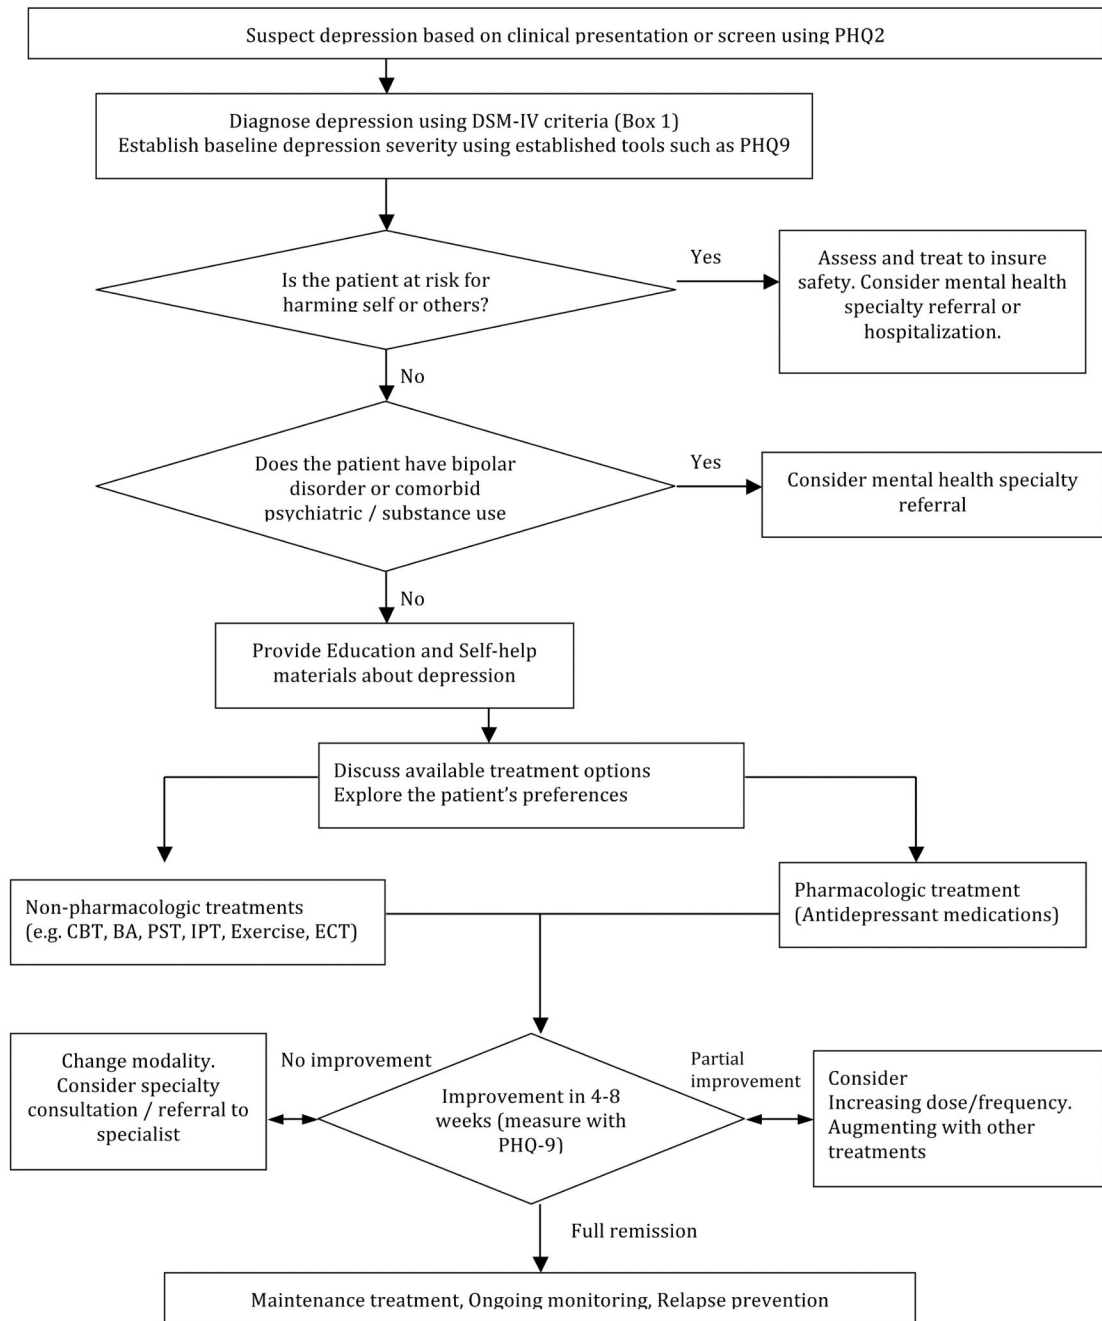 Suspect depression based on clinical presentation or screen using PHQ2
Diagnose depression using DSM-IV criteria (Box 1)
Establish baseline depression severity using established tools such as PHQ9
Is the patient at risk for
harming self or others?
Yes
Assess and treat to insure
safety. Consider mental health
specialty referral or
hospitalization.
No
Does the patient have bipolar
disorder or comorbid
psychiatric / substance use
Yes
Consider mental health specialty
referral
No
Provide Education and Self-help
materials about depression
Discuss available treatment options
Explore the patient’s preferences
Non-pharmacologic treatments
(e.g. CBT, BA, PST, IPT, Exercise, ECT)
Pharmacologic treatment
(Antidepressant medications)
Change modality.
Consider specialty
consultation / referral to
specialist
No improvement
Improvement in 4-8
weeks (measure with
PHQ-9)
Partial
improvement
Consider
Increasing dose/frequency.
Augmenting with other
treatments
Full remission
Maintenance treatment, Ongoing monitoring, Relapse prevention